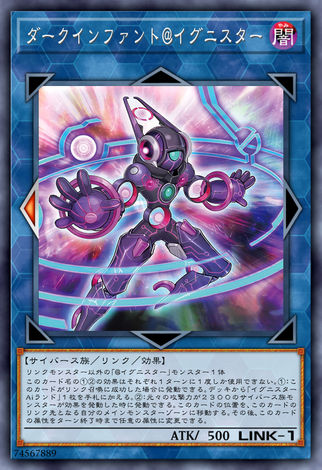 ダークインファント@イグニスター
闇
やみ
【サイバース族/リンク/効果】
リンクモンスター以外の「@イグニスター」モンスター1体
このカード名の①②の効果はそれぞれ1ターンに1度しか使用できない。①:こ
のカードがリンク召喚に成功した場合に発動できる。デッキから「イグニスター
Aiランド」1枚を手札に加える。②:元々の攻撃力が2300のサイバース族モ
ンスターが効果を発動した時に発動できる。このカードの位置を、このカードの
リンク先となる自分のメインモンスターゾーンに移動する。その後、このカード
の属性をターン終了時まで任意の属性に変更できる。
ATK/ 500 LINK-1
74567889